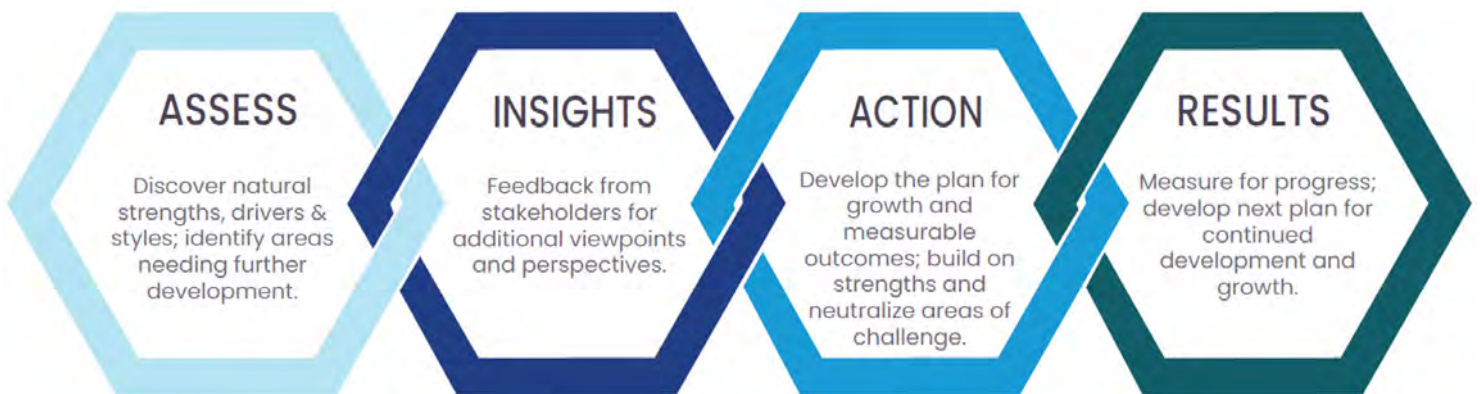 ASSESS
Discover natural
strengths, drivers &
styles; identify areas
needing further
development.
INSIGHTS
Feedback from
stakeholders for
additional viewpoints
and perspectives.
ACTION
Develop the plan for
growth and
measurable
outcomes; build on
strengths and
neutralize areas of
challenge.
RESULTS
Measure for progress;
develop next plan for
continued
development and
growth.